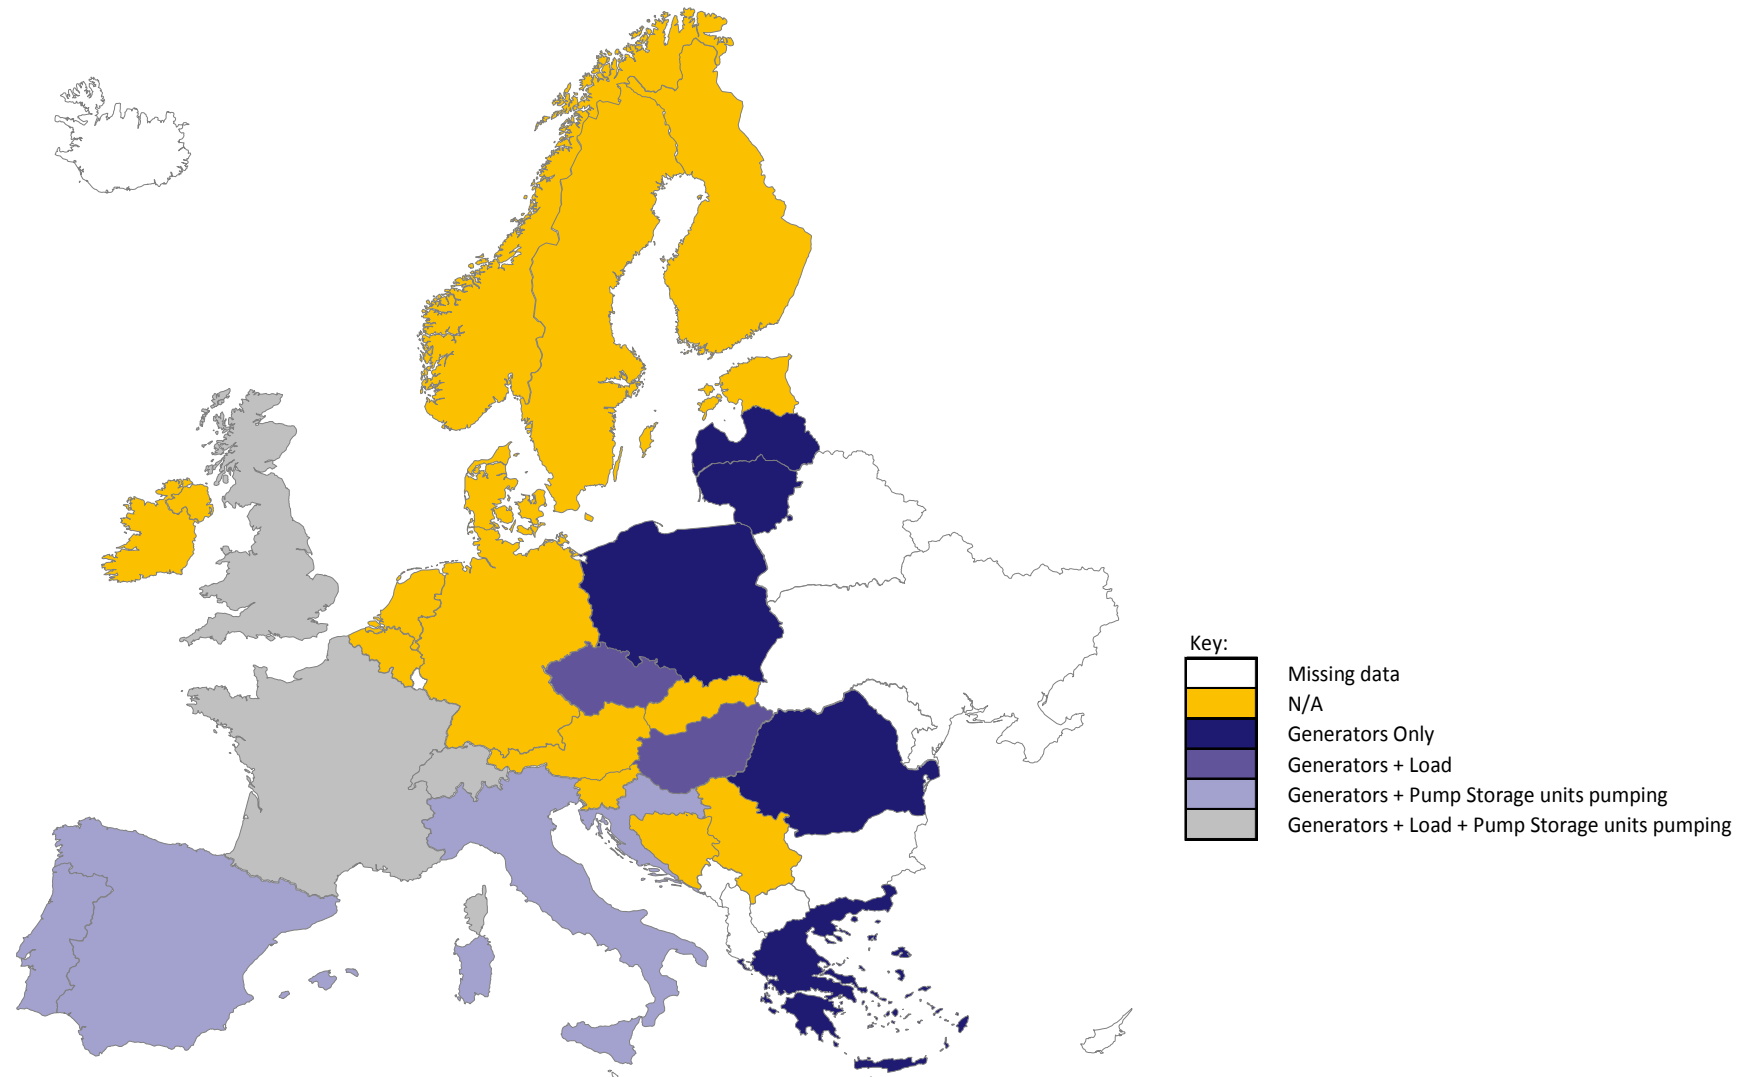 Key:
Missing data
N/A
Generators Only
Generators + Load
Generators + Pump Storage units pumping
Generators + Load + Pump Storage units pumping